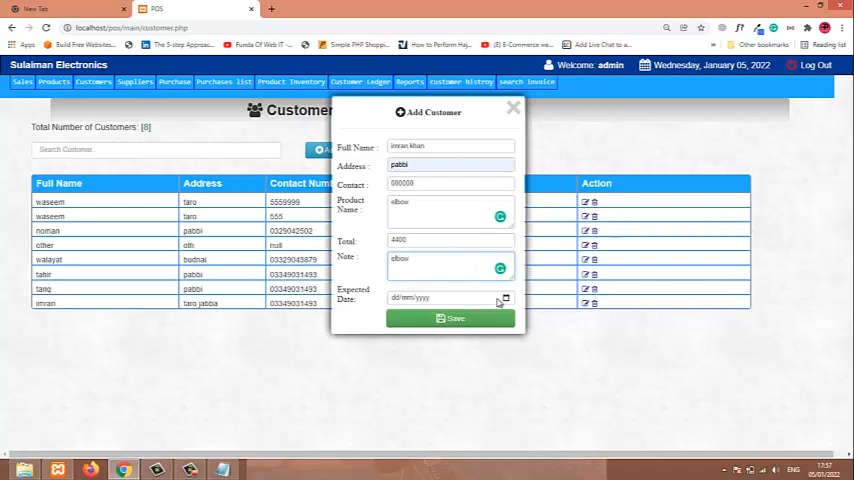 New Tab
POS
localhost/pos/main/customer.php
Apps
Build Free Websites...
The 5-step Approac...
Funda Of Web IT - ...
Simple PHP Shoppi...
How to Perform Haj...
(8) E-Commerce we...
Add Live Chat to a...
Other bookmarks
Reading list
Sulaiman Electronics
Welcome: admin
Wednesday, January 05, 2022
Log Out
Sales
Products
Customers
Suppliers
Purchase
Purchases list
Product Inventory
Customer Ledger
Reports
customer histroy
search invoice
Customer
Total Number of Customers: [8]
Search Customer...
Full Name Address Contact Num Action
waseem taro 5559999
waseem taro 555
noman pabbi 0329042502
other oth null
walayat budnai 03329043879
tahir pabbi 03349031493
tariq pabbi 03349031493
imran taro jabba 03349031493
Add Customer
Full Name : imran khan
Address : pabbi
Contact : 000000
Product Name : elbow
Total: 4400
Note : elbow
Expected Date: dd/mm/yyyy
Save
ENG
17:57
05/01/2022